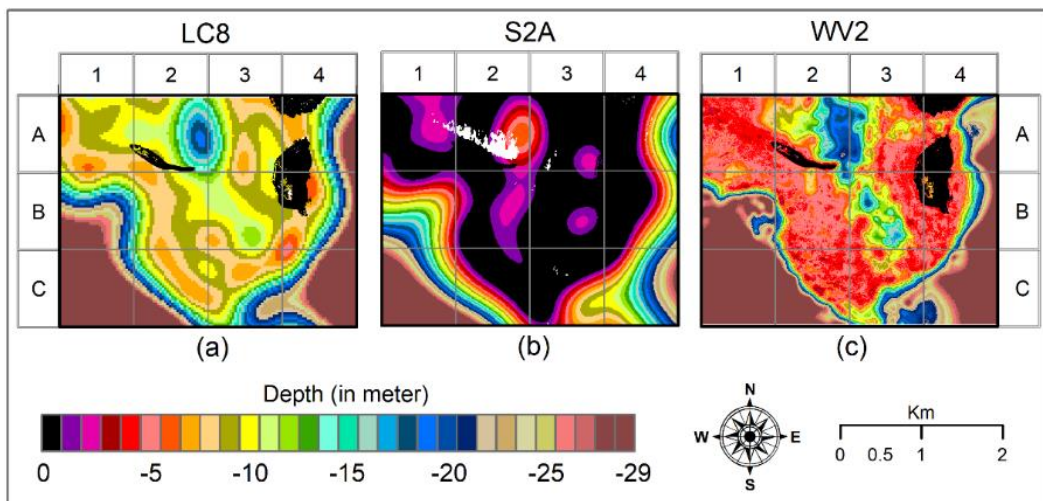 LC8 S2A WV2
1 2 3 4 1 2 3 4 1 2 3 4
A A
B B
C C
(a) (b) (c)
Depth (in meter)
0 -5 -10 -15 -20 -25 -29
N
W E
S
Km
0 0.5 1 2